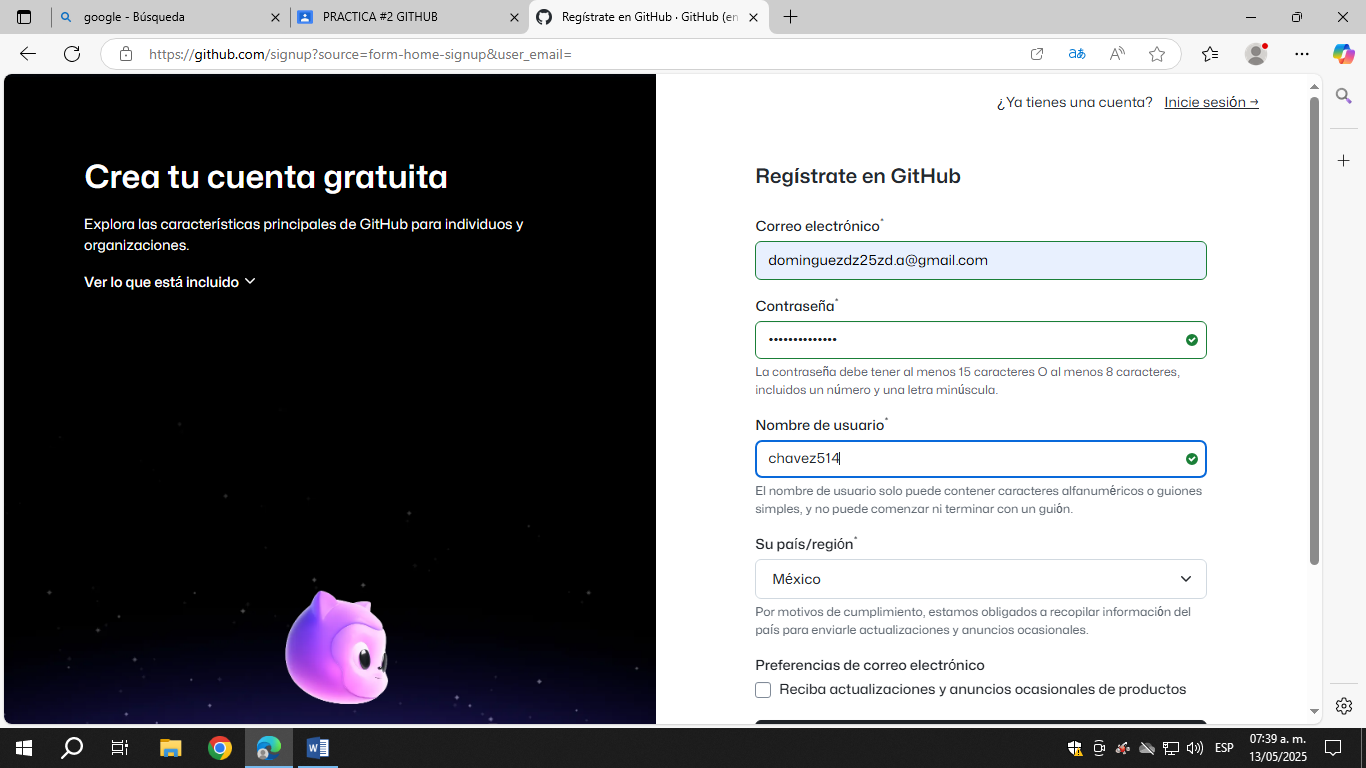 google - Búsqueda
PRACTICA #2 GITHUB
Regístrate en GitHub · GitHub (en
https://github.com/signup?source=form-home-signup&user_email=
¿Ya tienes una cuenta? Inicie sesión →
Crea tu cuenta gratuita
Explora las características principales de GitHub para individuos y
organizaciones.
Ver lo que está incluido
Regístrate en GitHub
Correo electrónico*
dominguezdz25zd.a@gmail.com
Contraseña*
••••••••••••••
La contraseña debe tener al menos 15 caracteres O al menos 8 caracteres,
incluidos un número y una letra minúscula.
Nombre de usuario*
chavez514
El nombre de usuario solo puede contener caracteres alfanuméricos o guiones
simples, y no puede comenzar ni terminar con un guión.
Su país/región*
México
Por motivos de cumplimiento, estamos obligados a recopilar información del
país para enviarle actualizaciones y anuncios ocasionales.
Preferencias de correo electrónico
Reciba actualizaciones y anuncios ocasionales de productos
ESP
07:39 a. m.
13/05/2025